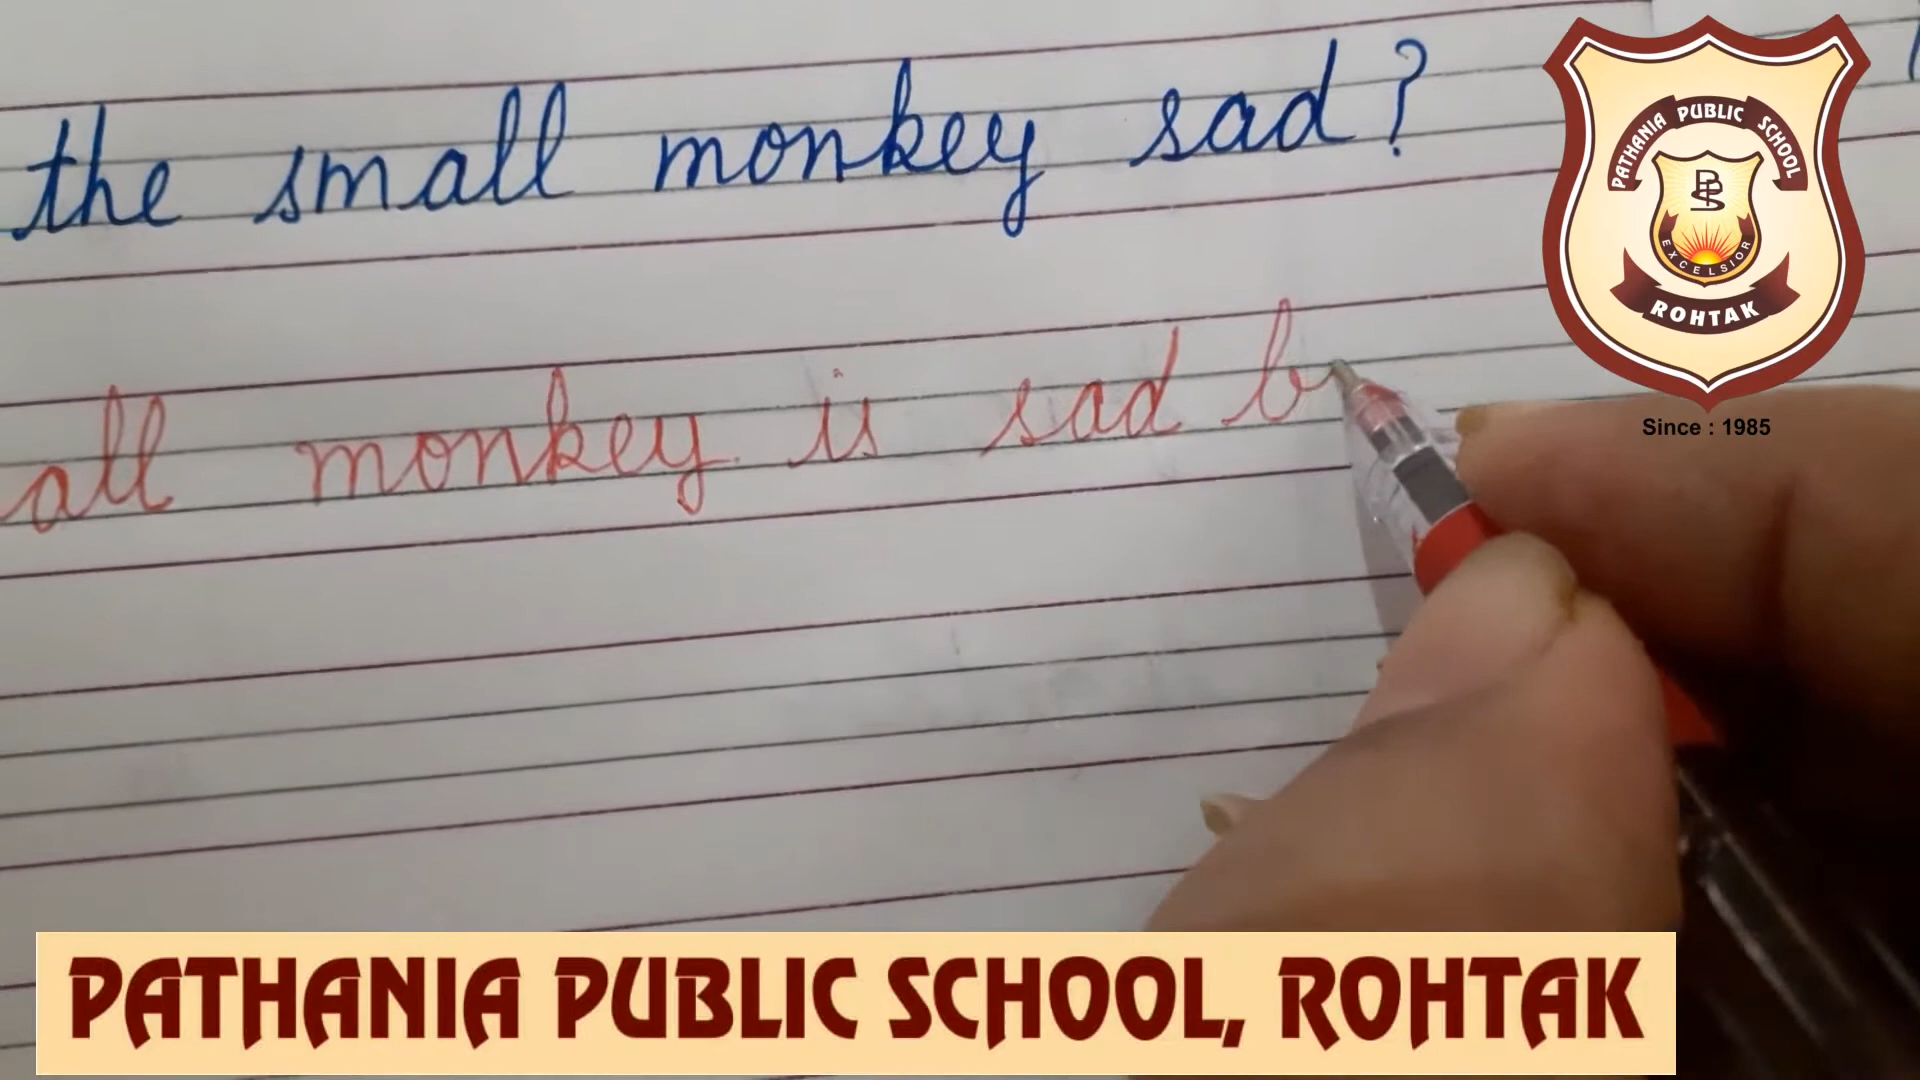 the small monkey sad?
all monkey is sad b
PATHANIA PUBLIC SCHOOL
PBS
EXCELSIOR
ROHTAK
Since : 1985
PATHANIA PUBLIC SCHOOL, ROHTAK